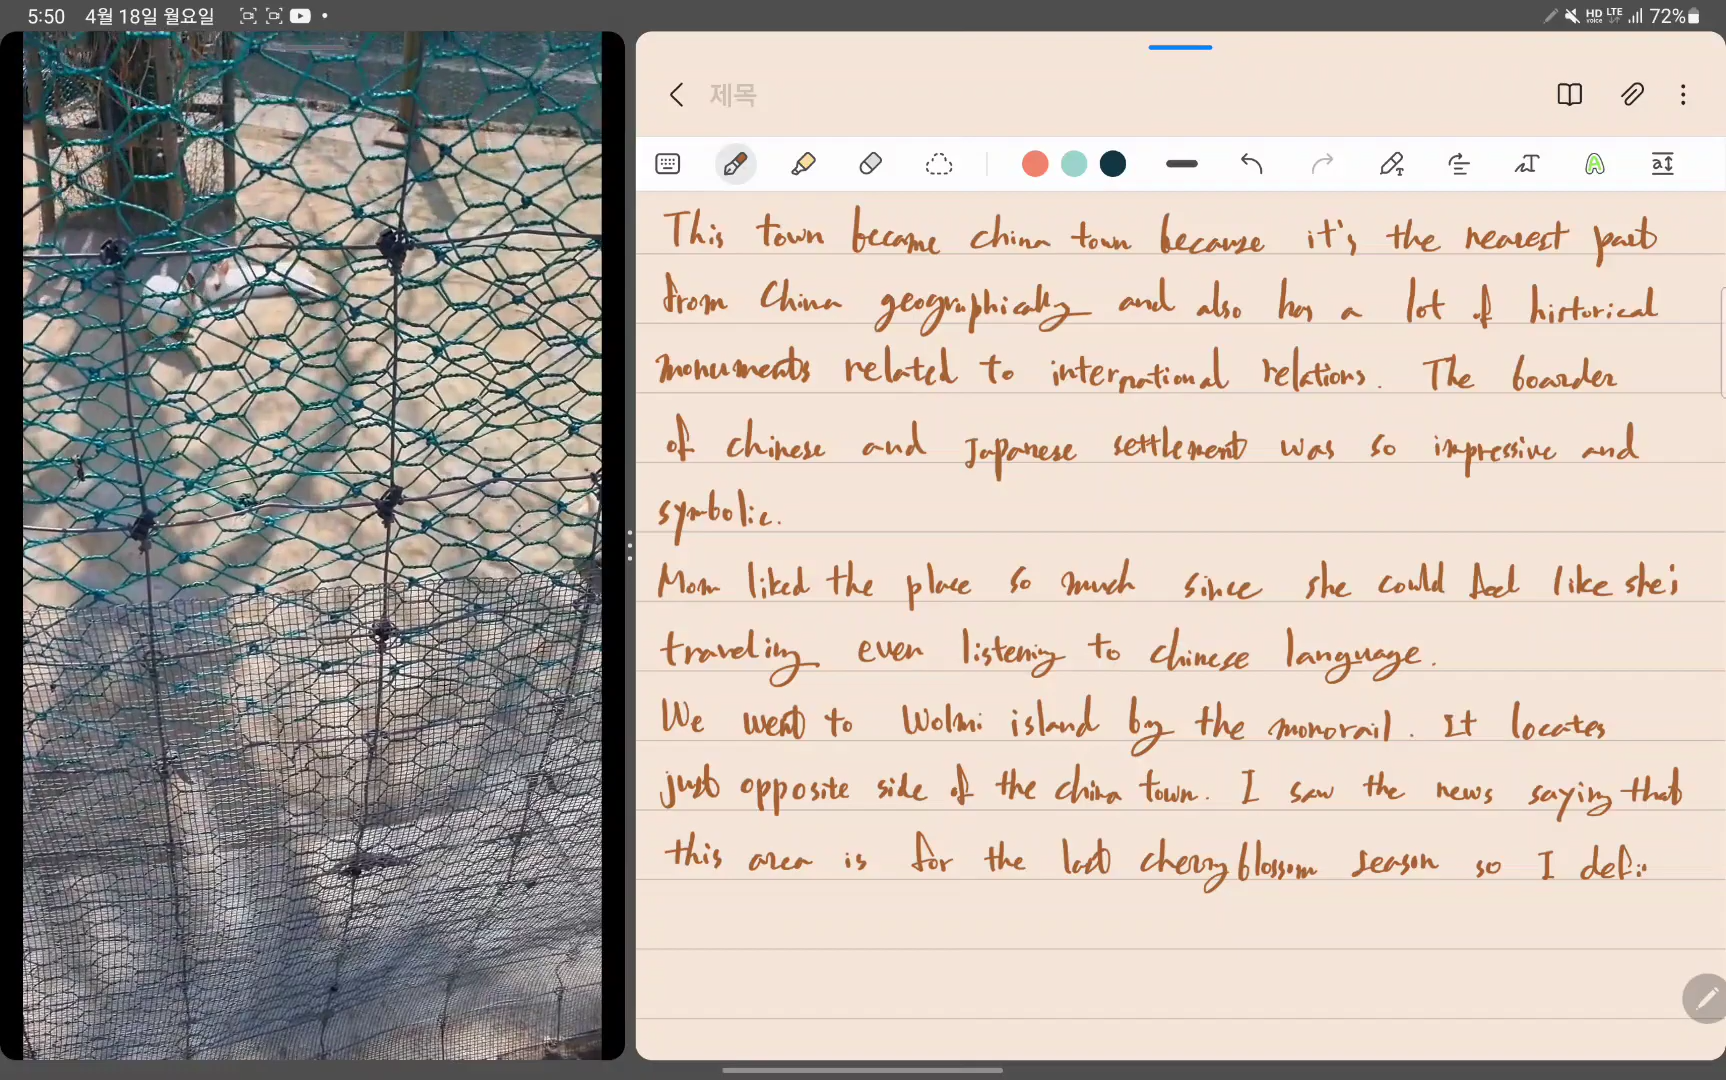 5:50 4월 18일 월요일
HD voice LTE 72%
제목
This town became china town because it's the nearest part
from China geographically and also has a lot of historical
monuments related to international relations. The boarder
of chinese and Japanese settlement was so impressive and
symbolic.
Mom liked the place so much since she could feel like she's
traveling even listening to chinese language.
We went to Wolmi island by the monorail. It locates
just opposite side of the china town. I saw the news saying that
this area is for the last cherry blossom season so I defi